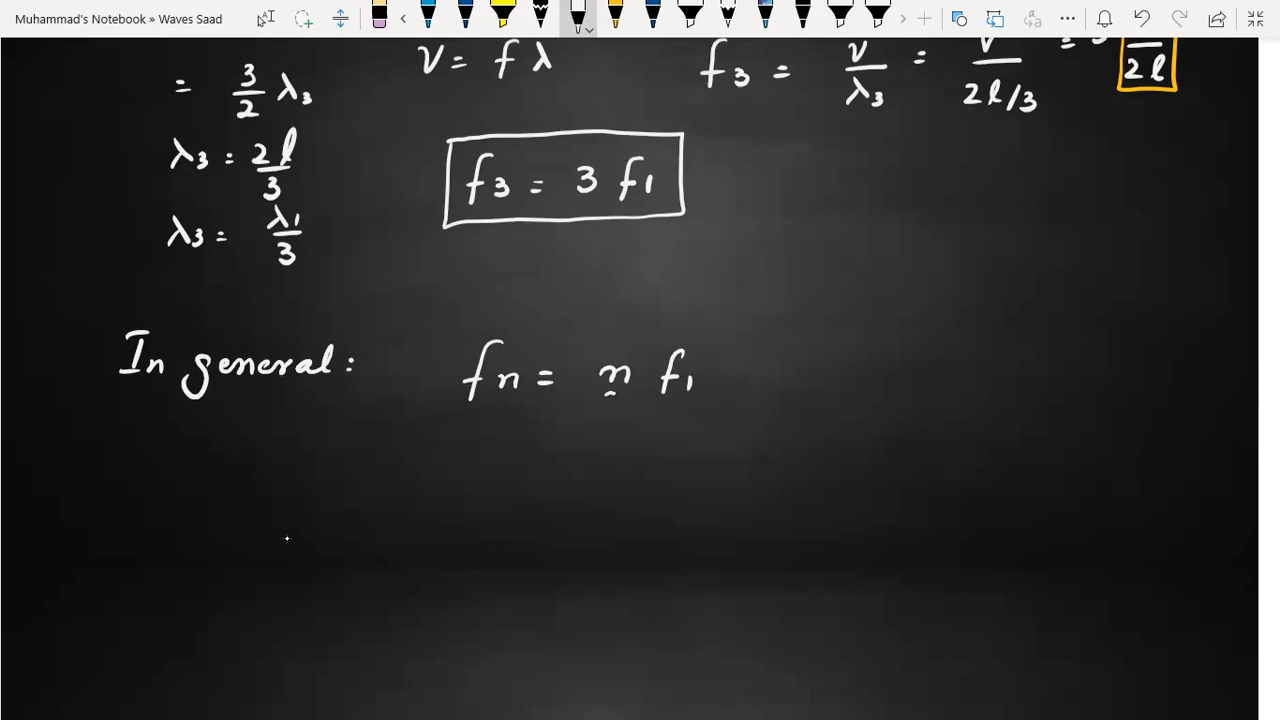 Muhammad's Notebook » Waves Saad
= 3/2 λ3
v = f λ
f3 = v/λ3 = v/2l/3 = 3 v/2l
λ3 = 2l/3
λ3 = λ1/3
f3 = 3 f1
In general: fn = n f1